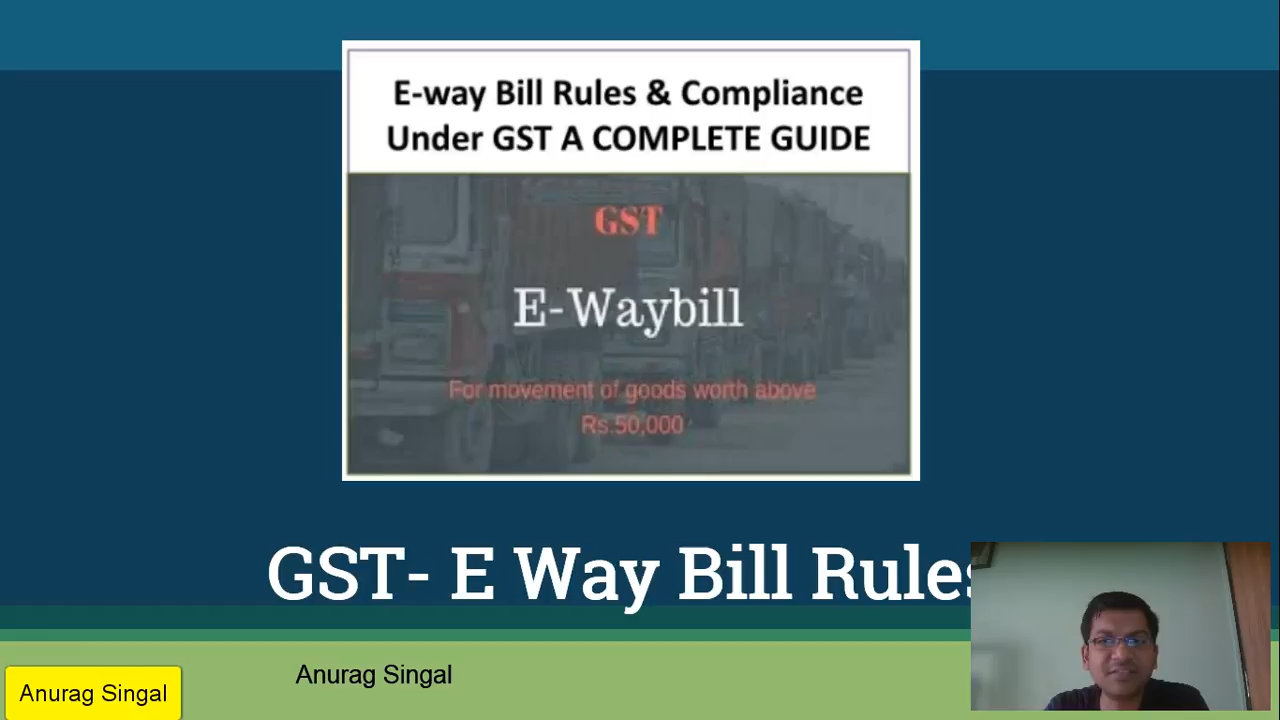 E-way Bill Rules & Compliance
Under GST A COMPLETE GUIDE
GST
E-Waybill
For movement of goods worth above
Rs.50,000
GST- E Way Bill Rules
Anurag Singal
Anurag Singal